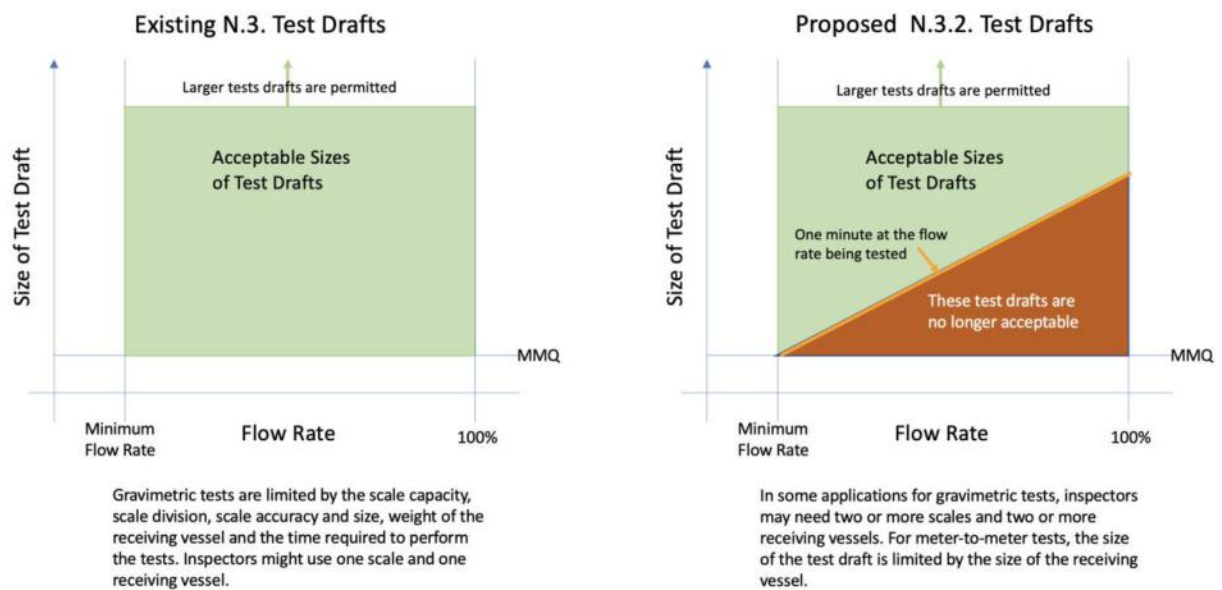 Existing N.3. Test Drafts
Larger tests drafts are permitted
Acceptable Sizes
of Test Drafts
Size of Test Draft
MMQ
Minimum
Flow Rate
Flow Rate
100%
Gravimetric tests are limited by the scale capacity,
scale division, scale accuracy and size, weight of the
receiving vessel and the time required to perform
the tests. Inspectors might use one scale and one
receiving vessel.
Proposed N.3.2. Test Drafts
Larger tests drafts are permitted
Acceptable Sizes
of Test Drafts
Size of Test Draft
One minute at the flow
rate being tested
These test drafts are
no longer acceptable
MMQ
Minimum
Flow Rate
Flow Rate
100%
In some applications for gravimetric tests, inspectors
may need two or more scales and two or more
receiving vessels. For meter-to-meter tests, the size
of the test draft is limited by the size of the receiving
vessel.